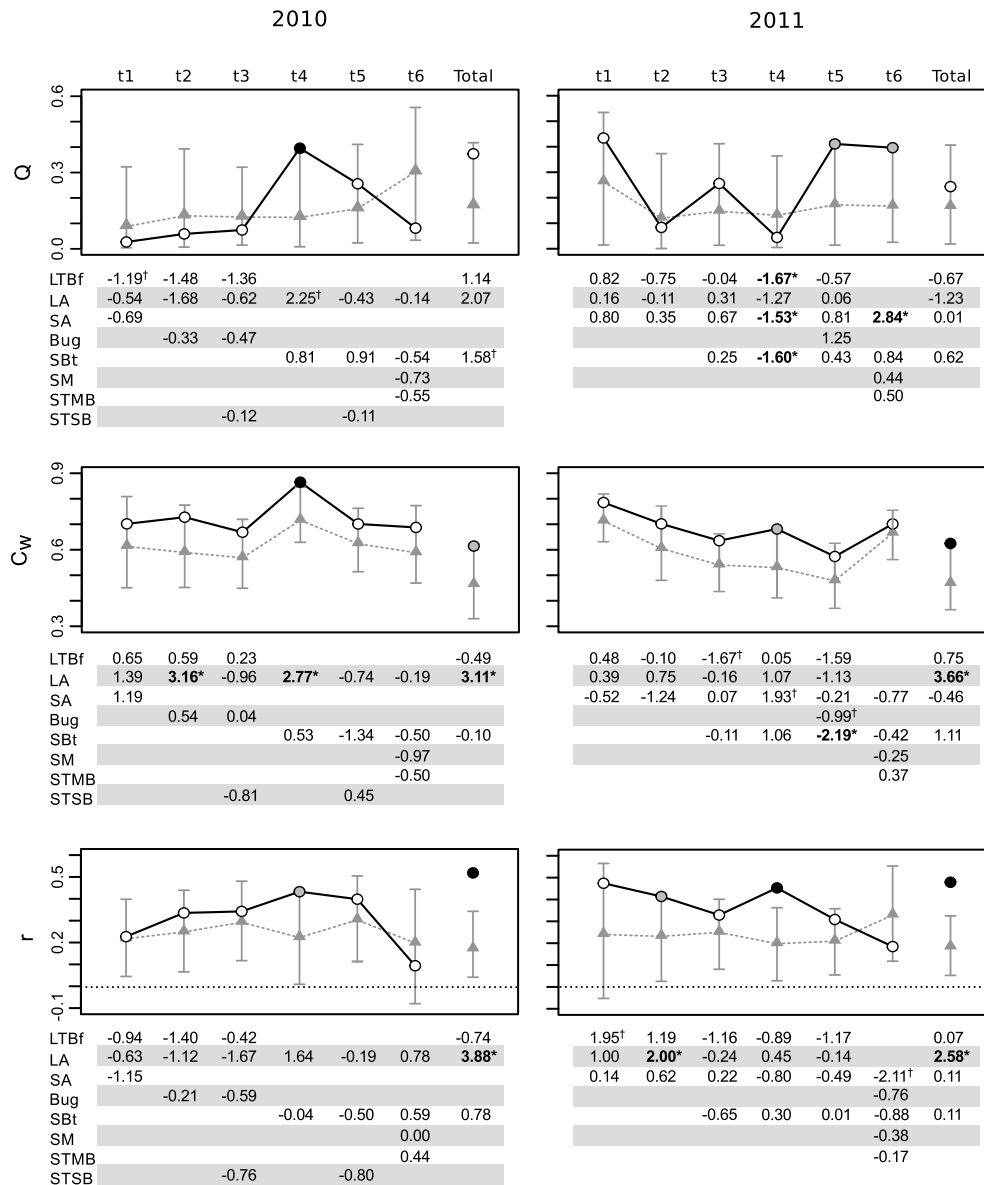 2010 2011
t1 t2 t3 t4 t5 t6 Total t1 t2 t3 t4 t5 t6 Total
Q
0.6
0.3
0.0
LTBf -1.19† -1.48 -1.36 1.14 0.82 -0.75 -0.04 -1.67* -0.57 -0.67
LA -0.54 -1.68 -0.62 2.25† -0.43 -0.14 2.07 0.16 -0.11 0.31 -1.27 0.06 -1.23
SA -0.69 0.80 0.35 0.67 -1.53* 0.81 2.84* 0.01
Bug -0.33 -0.47 1.25
SBt 0.81 0.91 -0.54 1.58† 0.25 -1.60* 0.43 0.84 0.62
SM -0.73 0.44
STMB -0.55 0.50
STSB -0.12 -0.11
Cw
0.9
0.6
0.3
LTBf 0.65 0.59 0.23 -0.49 0.48 -0.10 -1.67† 0.05 -1.59 0.75
LA 1.39 3.16* -0.96 2.77* -0.74 -0.19 3.11* 0.39 0.75 -0.16 1.07 -1.13 3.66*
SA 1.19 -0.52 -1.24 0.07 1.93† -0.21 -0.77 -0.46
Bug 0.54 0.04 -0.99†
SBt 0.53 -1.34 -0.50 -0.10 -0.11 1.06 -2.19* -0.42 1.11
SM -0.97 -0.25
STMB -0.50 0.37
STSB -0.81 0.45
r
0.5
0.2
-0.1
LTBf -0.94 -1.40 -0.42 -0.74 1.95† 1.19 -1.16 -0.89 -1.17 0.07
LA -0.63 -1.12 -1.67 1.64 -0.19 0.78 3.88* 1.00 2.00* -0.24 0.45 -0.14 2.58*
SA -1.15 0.14 0.62 0.22 -0.80 -0.49 -2.11† 0.11
Bug -0.21 -0.59 -0.76
SBt -0.04 -0.50 0.59 0.78 -0.65 0.30 0.01 -0.88 0.11
SM 0.00 -0.38
STMB 0.44 -0.17
STSB -0.76 -0.80